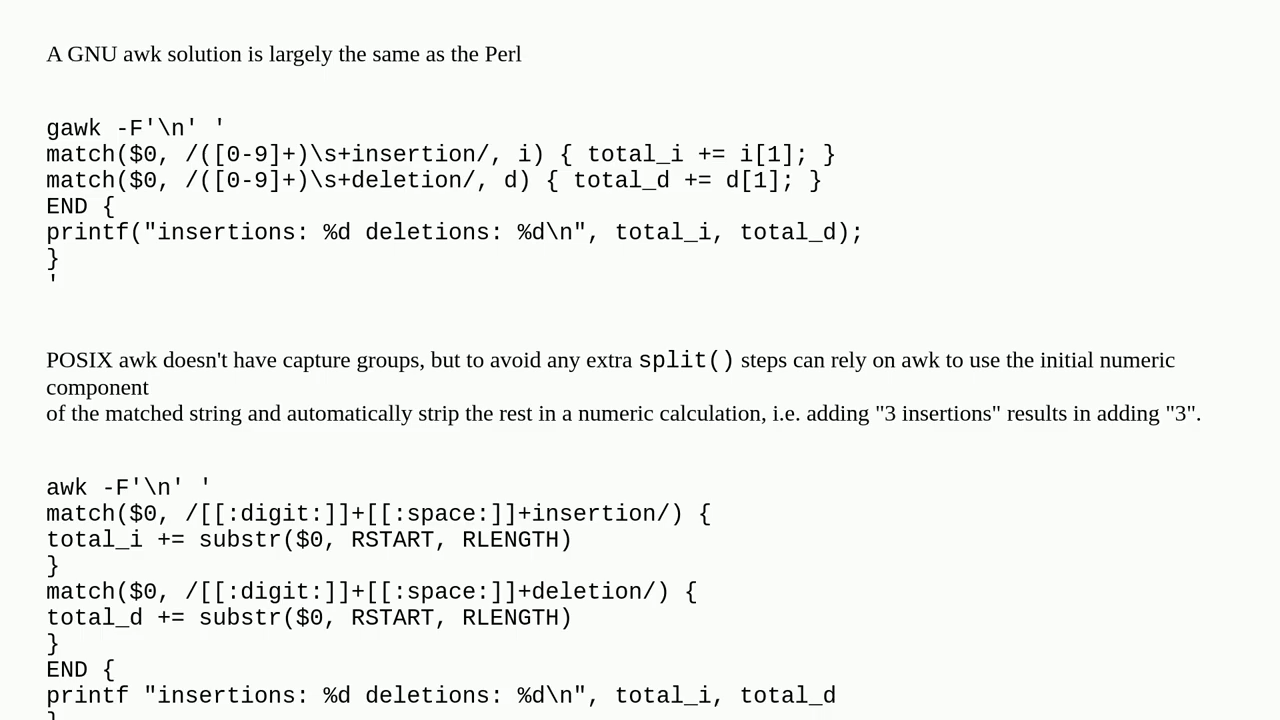 A GNU awk solution is largely the same as the Perl
gawk -F'\n' '
match($0, /([0-9]+)\s+insertion/, i) { total_i += i[1]; }
match($0, /([0-9]+)\s+deletion/, d) { total_d += d[1]; }
END {
printf("insertions: %d deletions: %d\n", total_i, total_d);
}
'
POSIX awk doesn't have capture groups, but to avoid any extra split() steps can rely on awk to use the initial numeric
component
of the matched string and automatically strip the rest in a numeric calculation, i.e. adding "3 insertions" results in adding "3".
awk -F'\n' '
match($0, /[[:digit:]]+[[:space:]]+insertion/) {
total_i += substr($0, RSTART, RLENGTH)
}
match($0, /[[:digit:]]+[[:space:]]+deletion/) {
total_d += substr($0, RSTART, RLENGTH)
}
END {
printf "insertions: %d deletions: %d\n", total_i, total_d
}